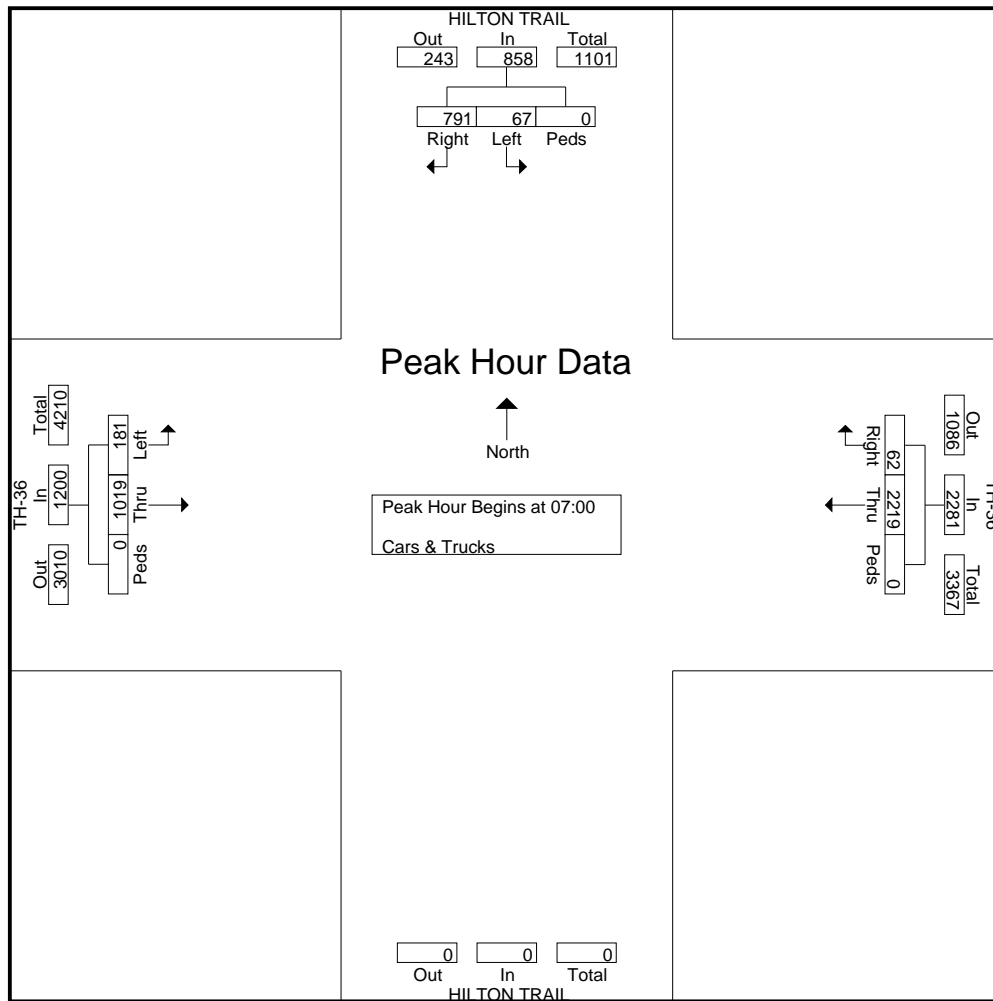 HILTON TRAIL
Out In Total
243 858 1101
791 67 0
Right Left Peds
Peak Hour Data
North
Peak Hour Begins at 07:00
Cars & Trucks
TH-36
Out In Total
3010 1200 4210
Left Thru Peds
181 1019 0
TH-36
Out In Total
1086 2281 3367
Right Thru Peds
62 2219 0
0 0 0
Out In Total
HILTON TRAIL